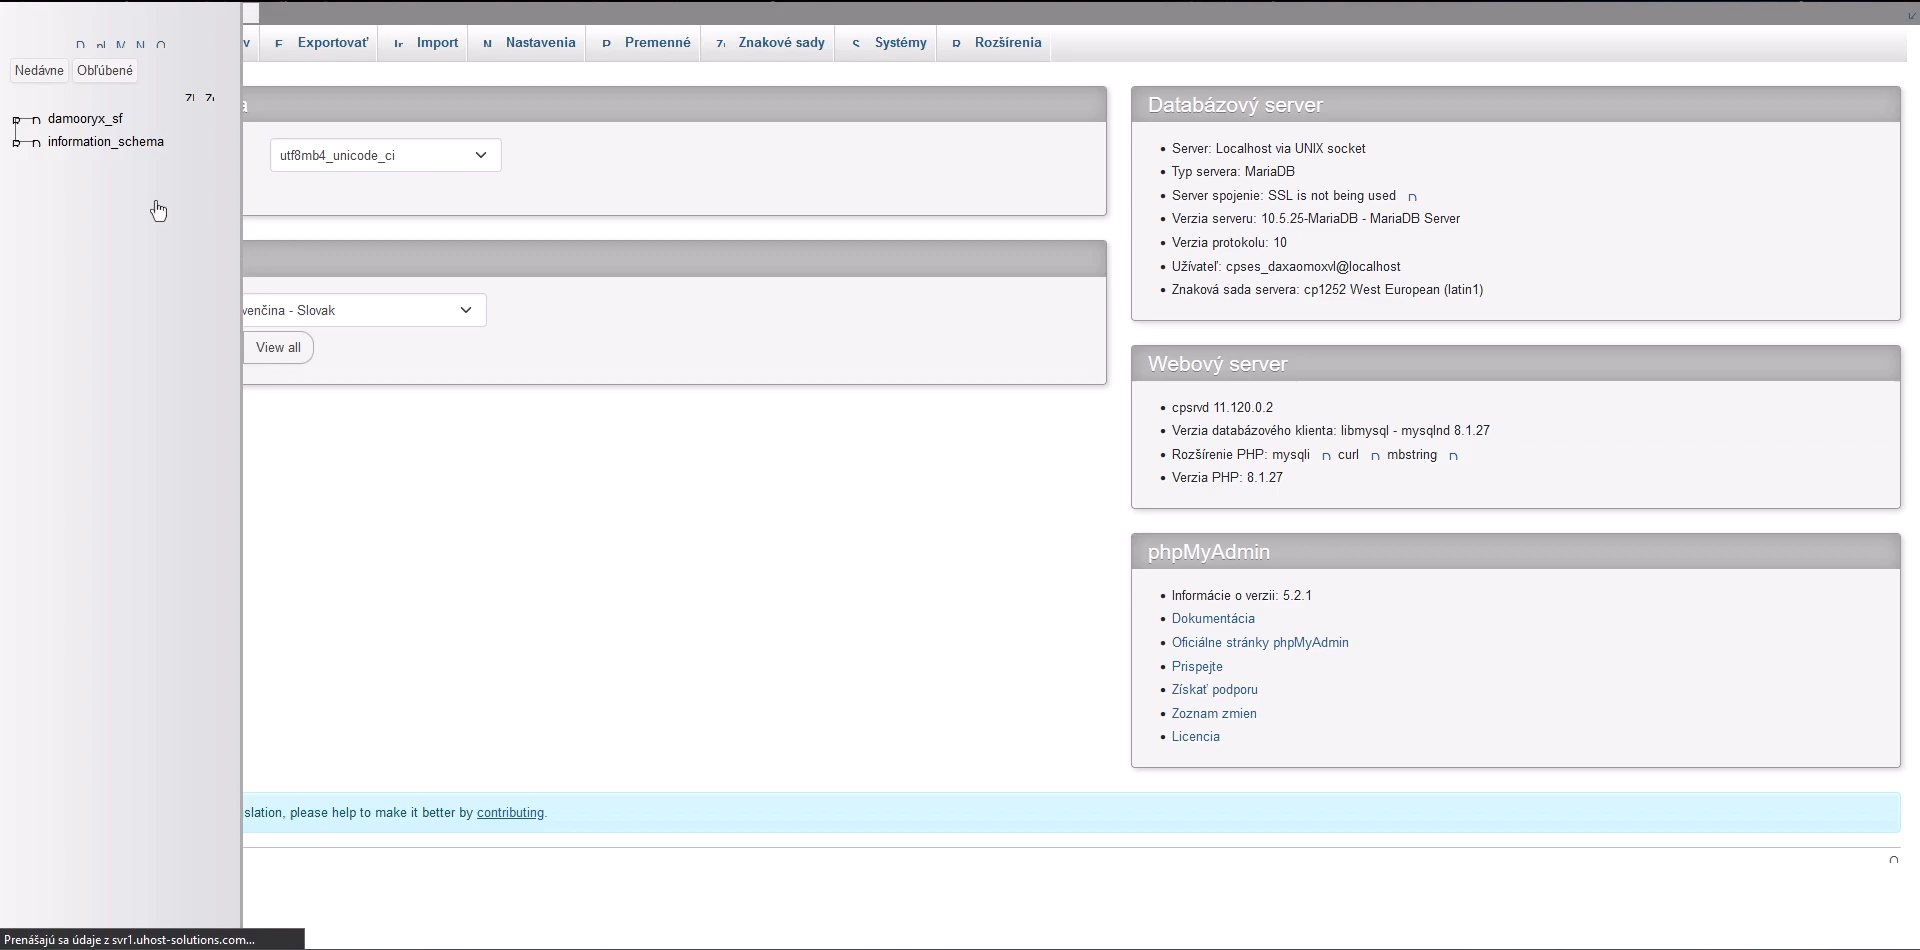 Exportovať
Import
Nastavenia
Premenné
Znakové sady
Systémy
Rozšírenia
Nedávne
Obľúbené
damooryx_sf
information_schema
utf8mb4_unicode_ci
venčina - Slovak
View all
slation, please help to make it better by contributing.
Databázový server
Server: Localhost via UNIX socket
Typ servera: MariaDB
Server spojenie: SSL is not being used
Verzia serveru: 10.5.25-MariaDB - MariaDB Server
Verzia protokolu: 10
Užívateľ: cpses_daxaomoxvl@localhost
Znaková sada servera: cp1252 West European (latin1)
Webový server
cpsrvd 11.120.0.2
Verzia databázového klienta: libmysql - mysqlnd 8.1.27
Rozšírenie PHP: mysqli curl mbstring
Verzia PHP: 8.1.27
phpMyAdmin
Informácie o verzii: 5.2.1
Dokumentácia
Oficiálne stránky phpMyAdmin
Prispejte
Získať podporu
Zoznam zmien
Licencia
Prenášajú sa údaje z svr1.uhost-solutions.com...